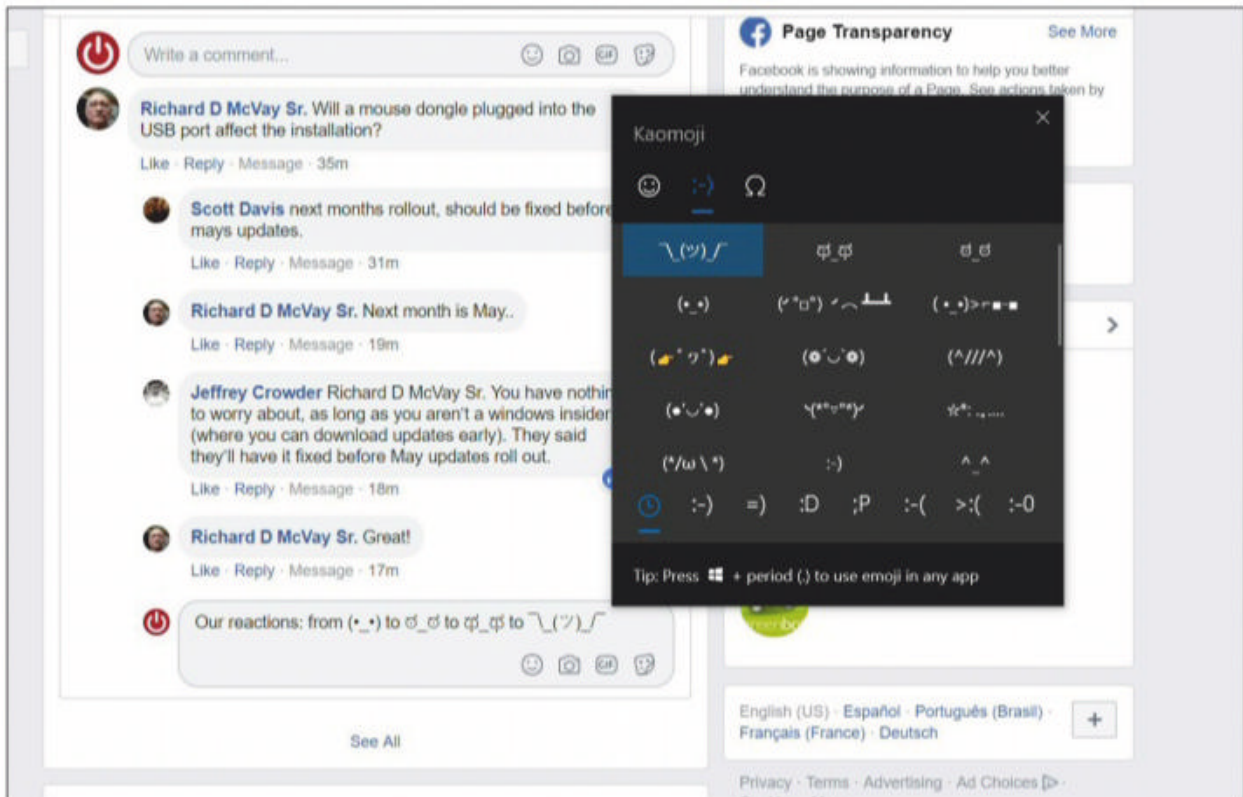 Write a comment...
GIF
Richard D McVay Sr. Will a mouse dongle plugged into the
USB port affect the installation?
Like · Reply · Message · 35m
Scott Davis next months rollout, should be fixed before
mays updates.
Like · Reply · Message · 31m
Richard D McVay Sr. Next month is May..
Like · Reply · Message · 19m
Jeffrey Crowder Richard D McVay Sr. You have nothin
to worry about, as long as you aren't a windows insider
(where you can download updates early). They said
they'll have it fixed before May updates roll out.
Like · Reply · Message · 18m
Richard D McVay Sr. Great!
Like · Reply · Message · 17m
Our reactions: from (•_•) to ಠ_ಠ to ಥ_ಥ to ¯\_(ツ)_/¯
GIF
See All
Page Transparency
See More
Facebook is showing information to help you better
understand the purpose of a Page. See actions taken by
Kaomoji
:-)
Ω
¯\_(ツ)_/¯ ಥ_ಥ ಠ_ಠ
(•_•) (╯°□°)╯︵┻━┻ ( •_•)>⌐■-■
(👉ﾟヮﾟ)👉 (❁´◡`❁) (^///^)
(●'◡'●) ☆*: .｡....
(*/ω＼*) :-) ^_^
:-) =) :D ;P :-( >:( :-0
Tip: Press + period (.) to use emoji in any app
English (US) · Español · Português (Brasil) ·
Français (France) · Deutsch
+
Privacy · Terms · Advertising · Ad Choices